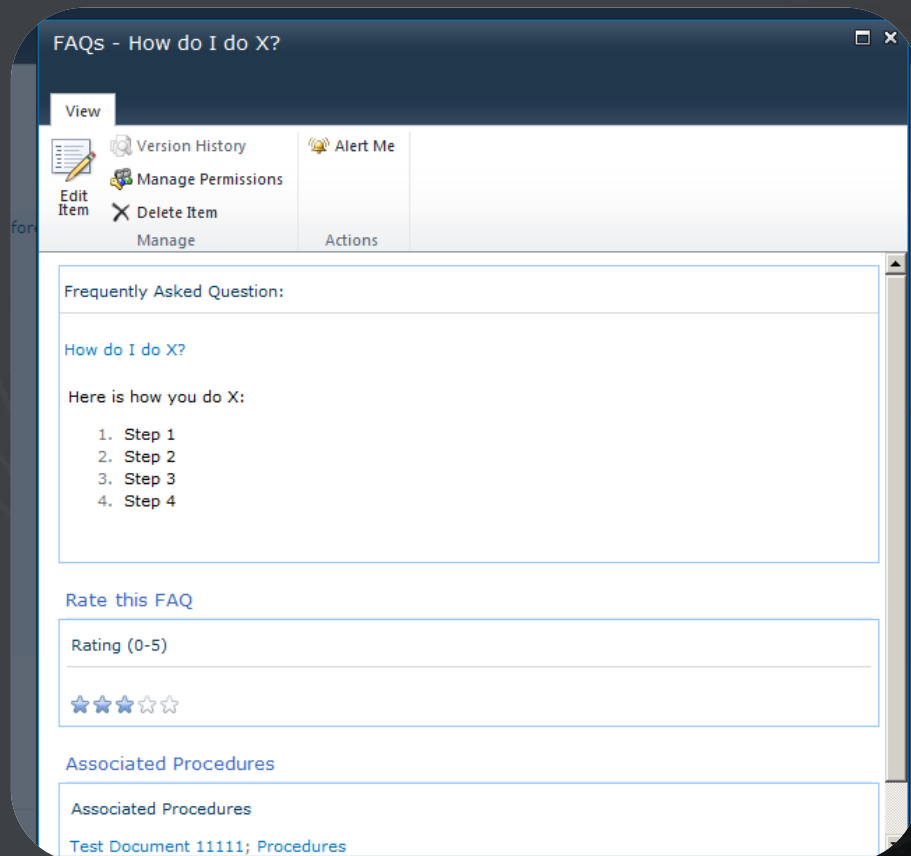 FAQs - How do I do X?
View
Edit
Item
Version History
Manage Permissions
Delete Item
Manage
Alert Me
Actions
Frequently Asked Question:
How do I do X?
Here is how you do X:
1. Step 1
2. Step 2
3. Step 3
4. Step 4
Rate this FAQ
Rating (0-5)
Associated Procedures
Associated Procedures
Test Document 11111; Procedures